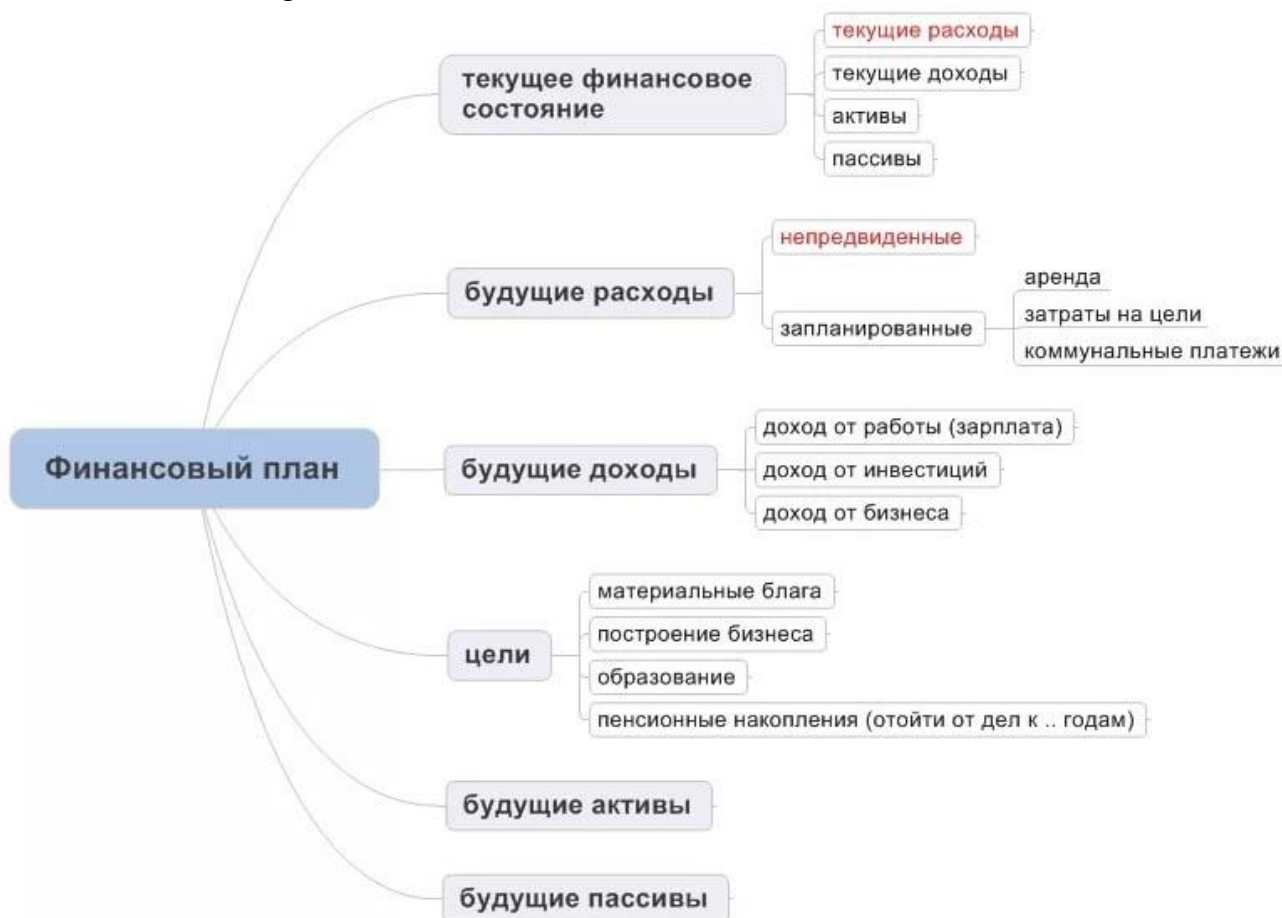 Финансовый план
текущее финансовое
состояние
текущие расходы
текущие доходы
активы
пассивы
будущие расходы
непредвиденные
запланированные
аренда
затраты на цели
коммунальные платежи
будущие доходы
доход от работы (зарплата)
доход от инвестиций
доход от бизнеса
цели
материальные блага
построение бизнеса
образование
пенсионные накопления (отойти от дел к .. годам)
будущие активы
будущие пассивы